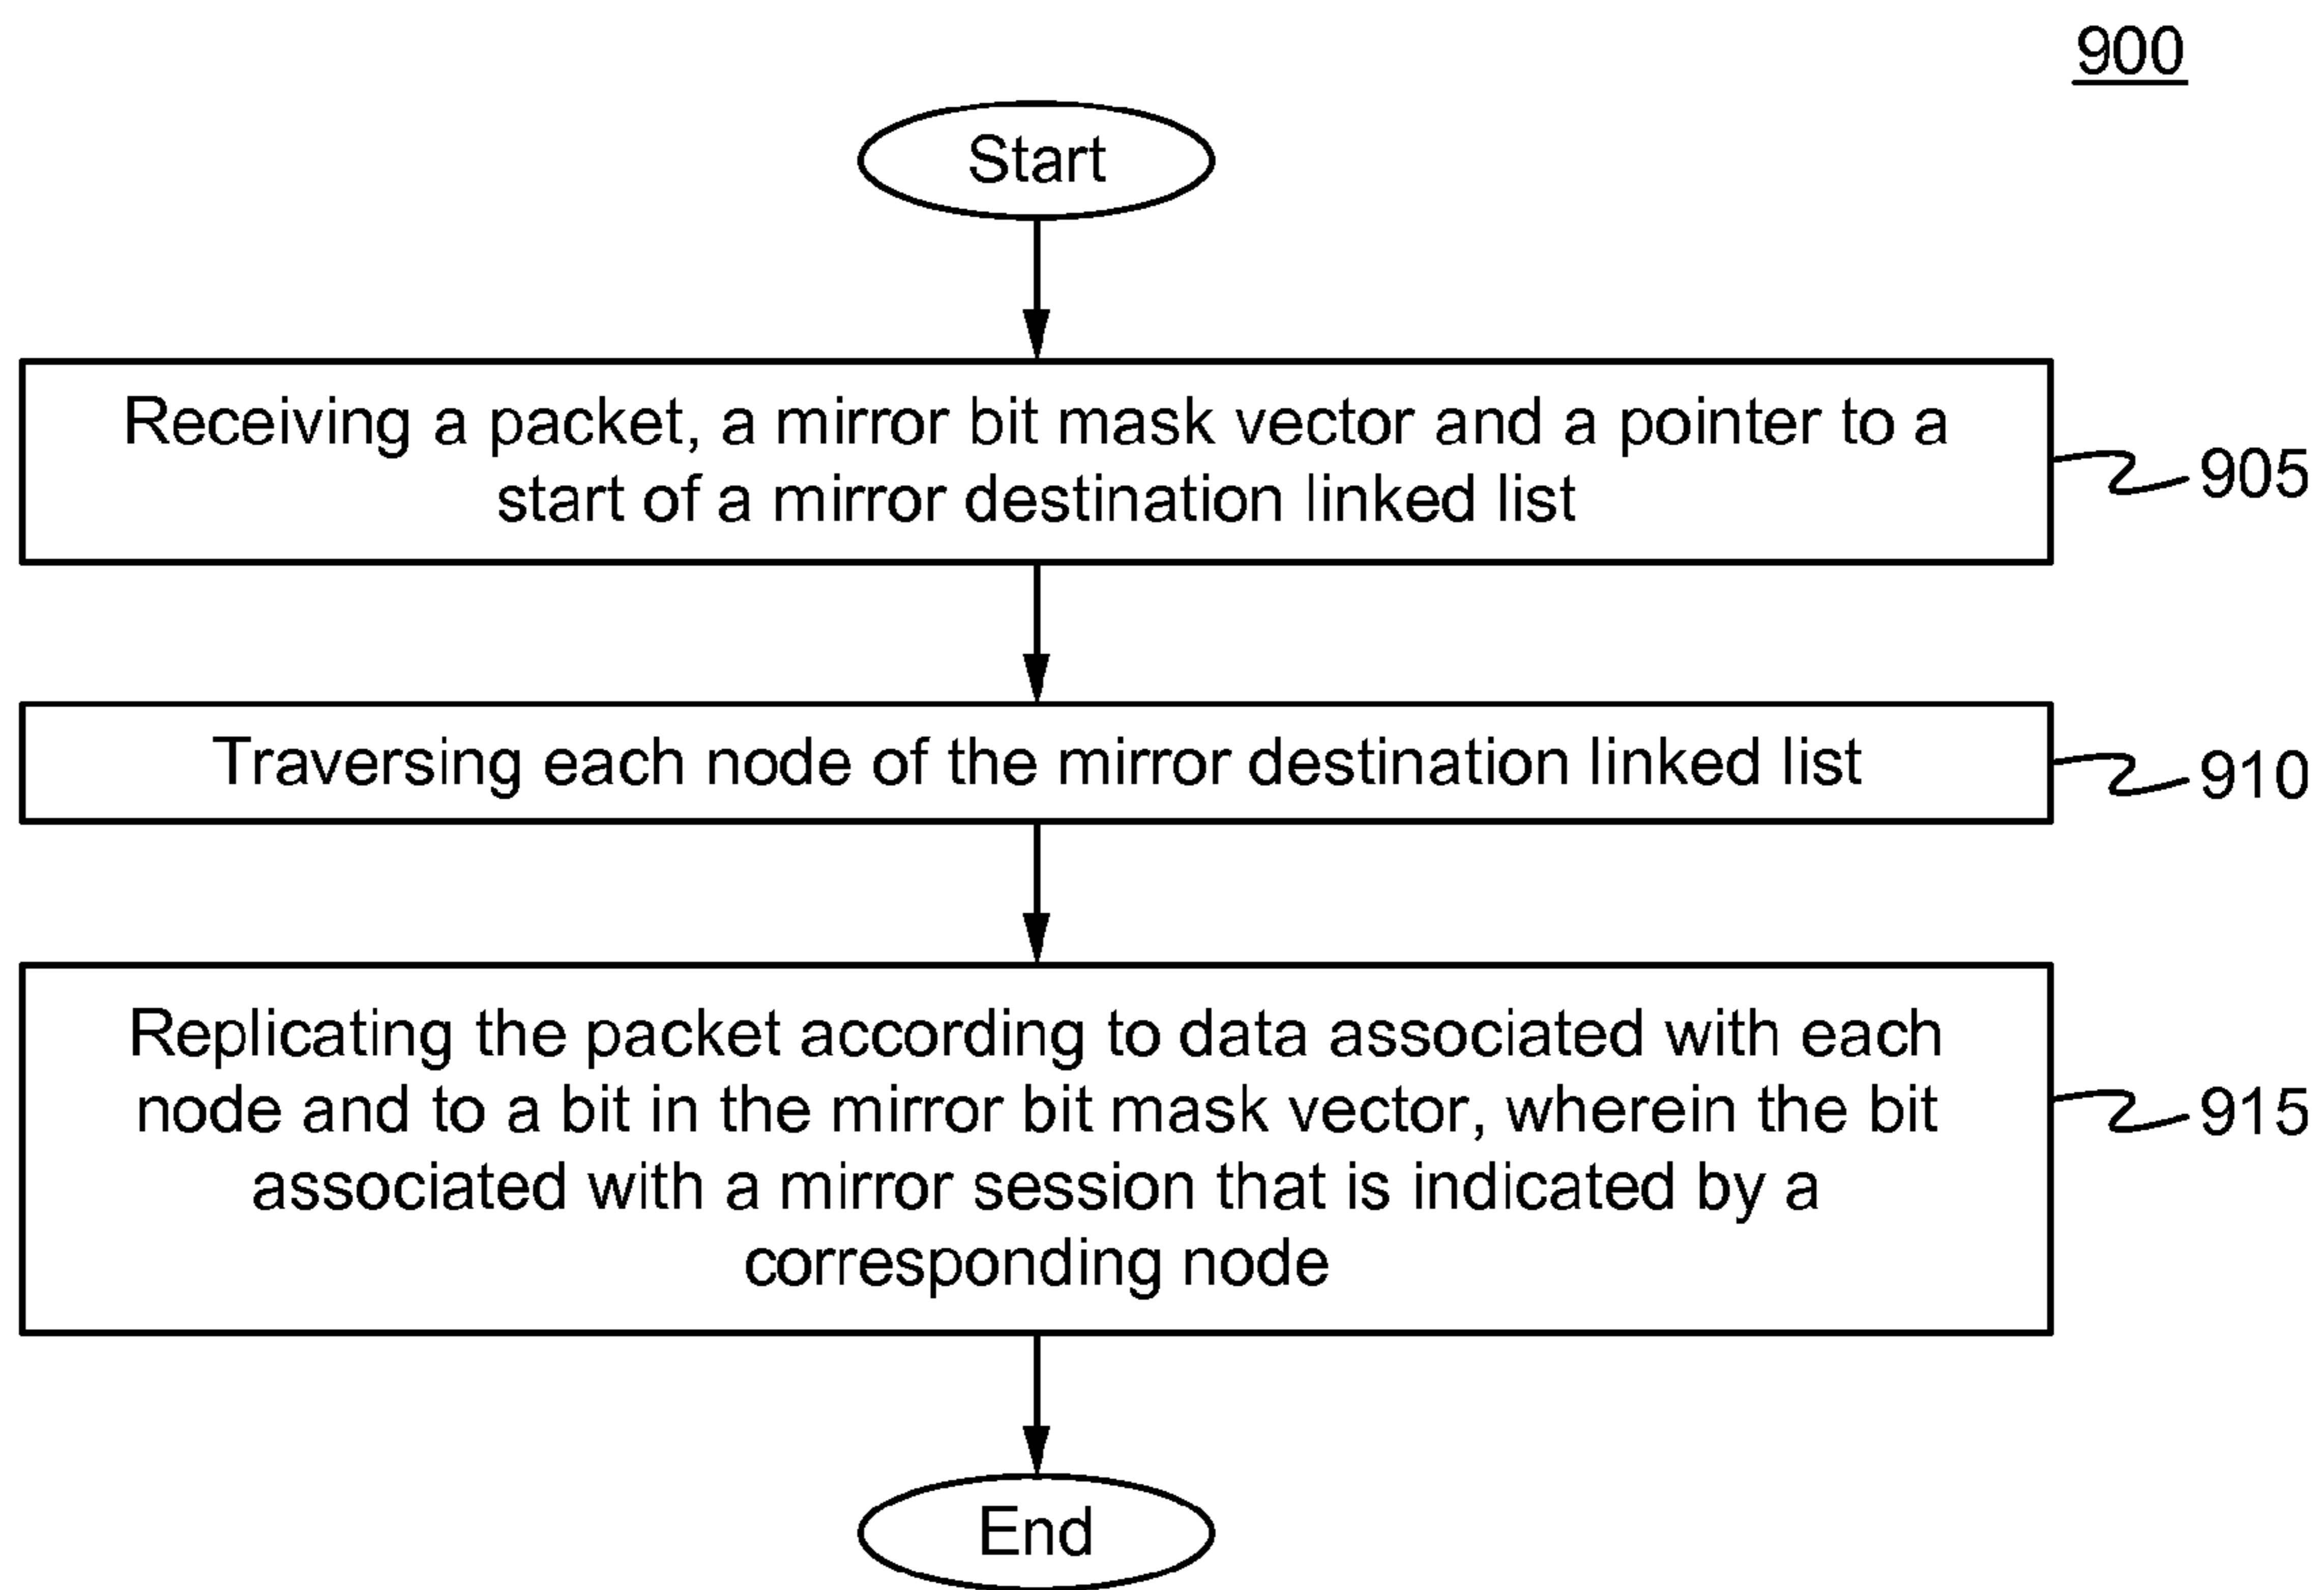 900
Start
Receiving a packet, a mirror bit mask vector and a pointer to a
start of a mirror destination linked list
905
Traversing each node of the mirror destination linked list
910
Replicating the packet according to data associated with each
node and to a bit in the mirror bit mask vector, wherein the bit
associated with a mirror session that is indicated by a
corresponding node
915
End